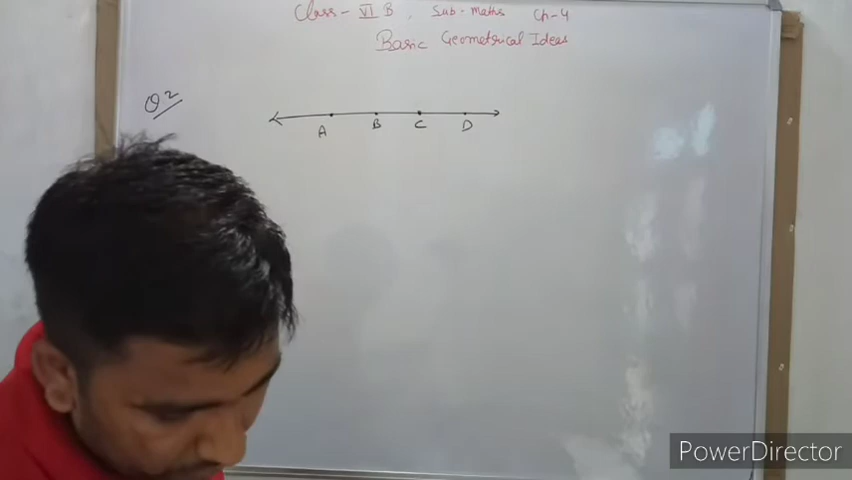 Class - VI B, Sub - Maths Ch - 4
Basic Geometrical Ideas
Q2
A B C D
PowerDirector